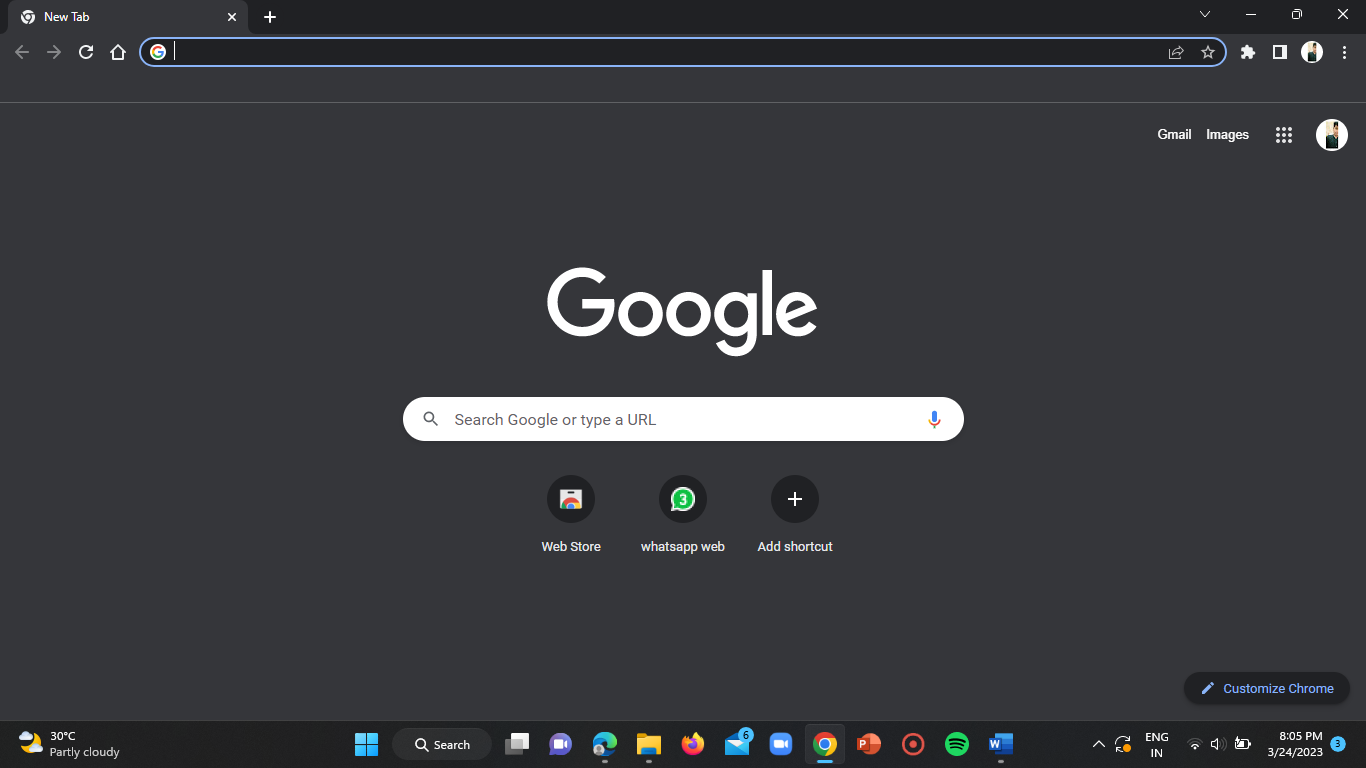 New Tab
Gmail Images
Google
Search Google or type a URL
3
Web Store whatsapp web Add shortcut
Customize Chrome
30°C
Partly cloudy
Search
6
ENG
IN
8:05 PM
3/24/2023
3